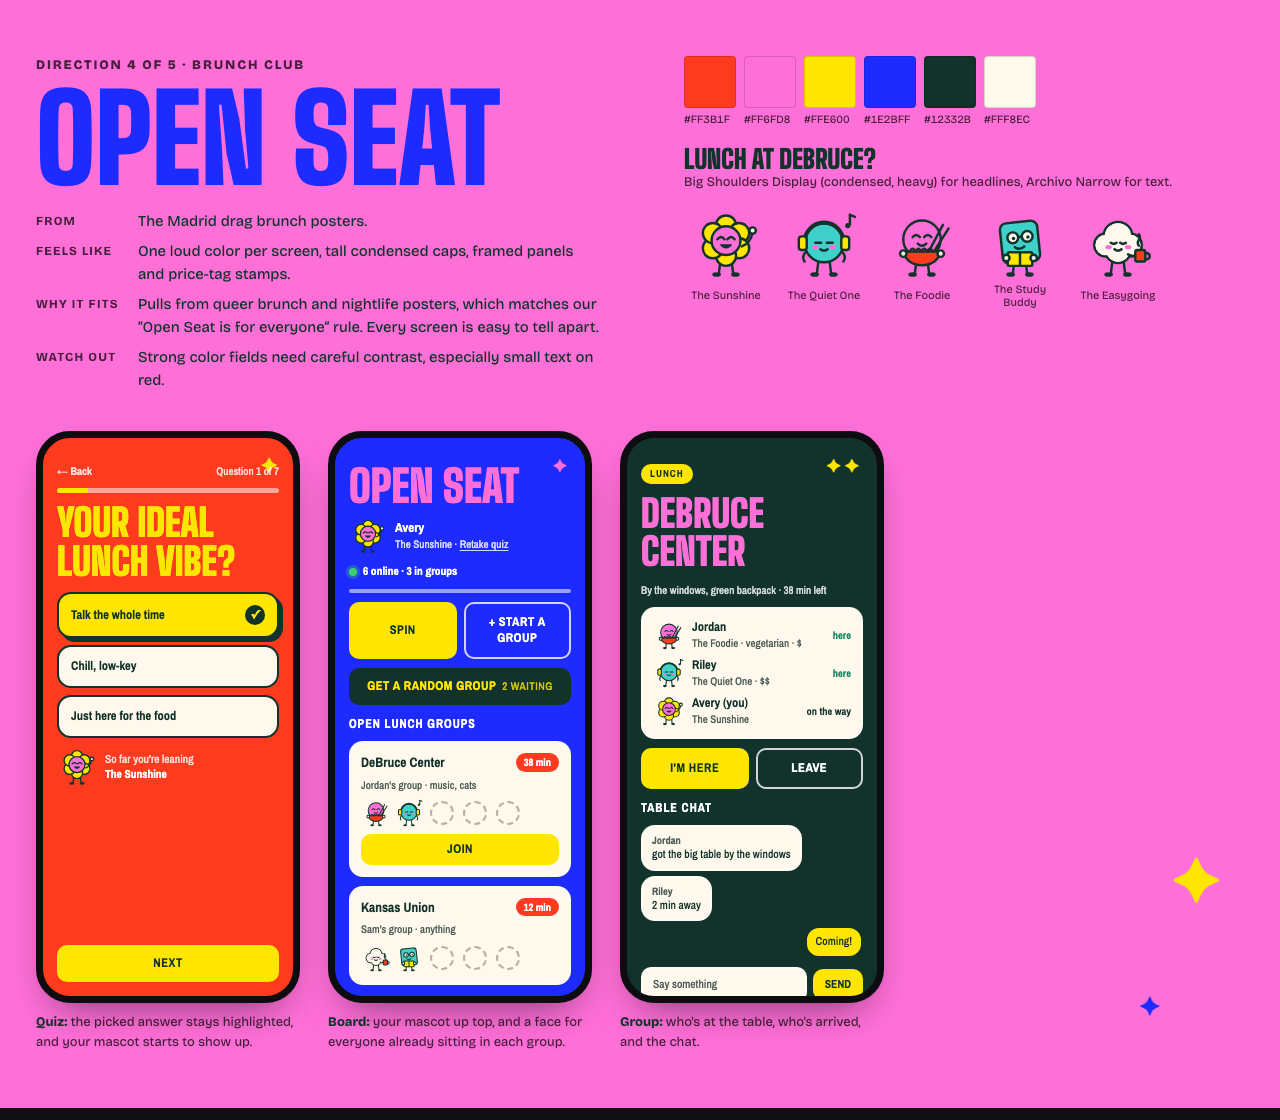 DIRECTION 4 OF 5 · BRUNCH CLUB
OPEN SEAT
FROM
The Madrid drag brunch posters.
FEELS LIKE
One loud color per screen, tall condensed caps, framed panels
and price-tag stamps.
WHY IT FITS
Pulls from queer brunch and nightlife posters, which matches our
“Open Seat is for everyone” rule. Every screen is easy to tell apart.
WATCH OUT
Strong color fields need careful contrast, especially small text on
red.
#FF3B1F
#FF6FD8
#FFE600
#1E2BFF
#12332B
#FFF8EC
LUNCH AT DEBRUCE?
Big Shoulders Display (condensed, heavy) for headlines, Archivo Narrow for text.
The Sunshine
The Quiet One
The Foodie
The Study
Buddy
The Easygoing
← Back
Question 1 of 7
YOUR IDEAL
LUNCH VIBE?
Talk the whole time
Chill, low-key
Just here for the food
So far you're leaning
The Sunshine
NEXT
Quiz: the picked answer stays highlighted,
and your mascot starts to show up.
OPEN SEAT
Avery
The Sunshine · Retake quiz
6 online · 3 in groups
SPIN
+ START A
GROUP
GET A RANDOM GROUP 2 WAITING
OPEN LUNCH GROUPS
DeBruce Center
38 min
Jordan's group · music, cats
JOIN
Kansas Union
12 min
Sam's group · anything
Board: your mascot up top, and a face for
everyone already sitting in each group.
LUNCH
DEBRUCE
CENTER
By the windows, green backpack · 38 min left
Jordan
The Foodie · vegetarian · $
here
Riley
The Quiet One · $$
here
Avery (you)
The Sunshine
on the way
I'M HERE
LEAVE
TABLE CHAT
Jordan
got the big table by the windows
Riley
2 min away
Coming!
Say something
SEND
Group: who's at the table, who's arrived,
and the chat.